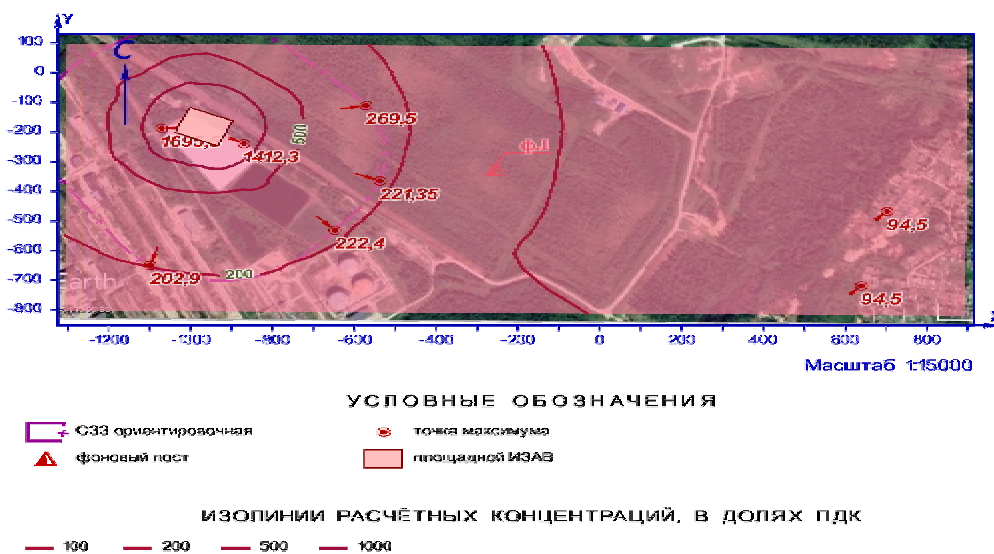 Y
С
100
0
-100
-200
-300
-400
-500
-600
-700
-800
269,5
1412,3
500
ф.1
221,35
222,4
202,9
200
94,5
94,5
-1200 -1000 -800 -600 -400 -200 0 200 400 600 800
Масштаб 1:15000
УСЛОВНЫЕ ОБОЗНАЧЕНИЯ
СЗЗ ориентировочная
точка максимума
фоновый пост
площадной ИЗАВ
ИЗОЛИНИИ РАСЧЁТНЫХ КОНЦЕНТРАЦИЙ, В ДОЛЯХ ПДК
100 200 500 1000